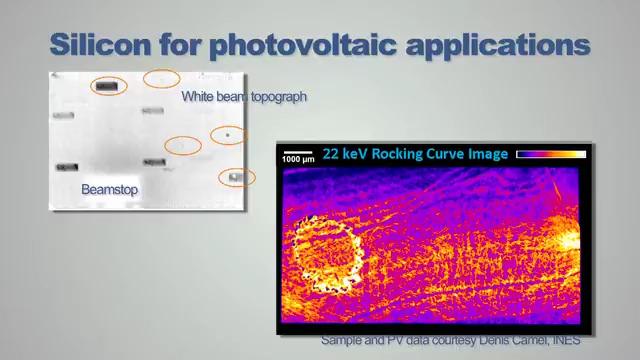 Silicon for photovoltaic applications
White beam topograph
Beamstop
1000 µm
22 keV Rocking Curve Image
Sample and PV data courtesy Denis Camel, INES